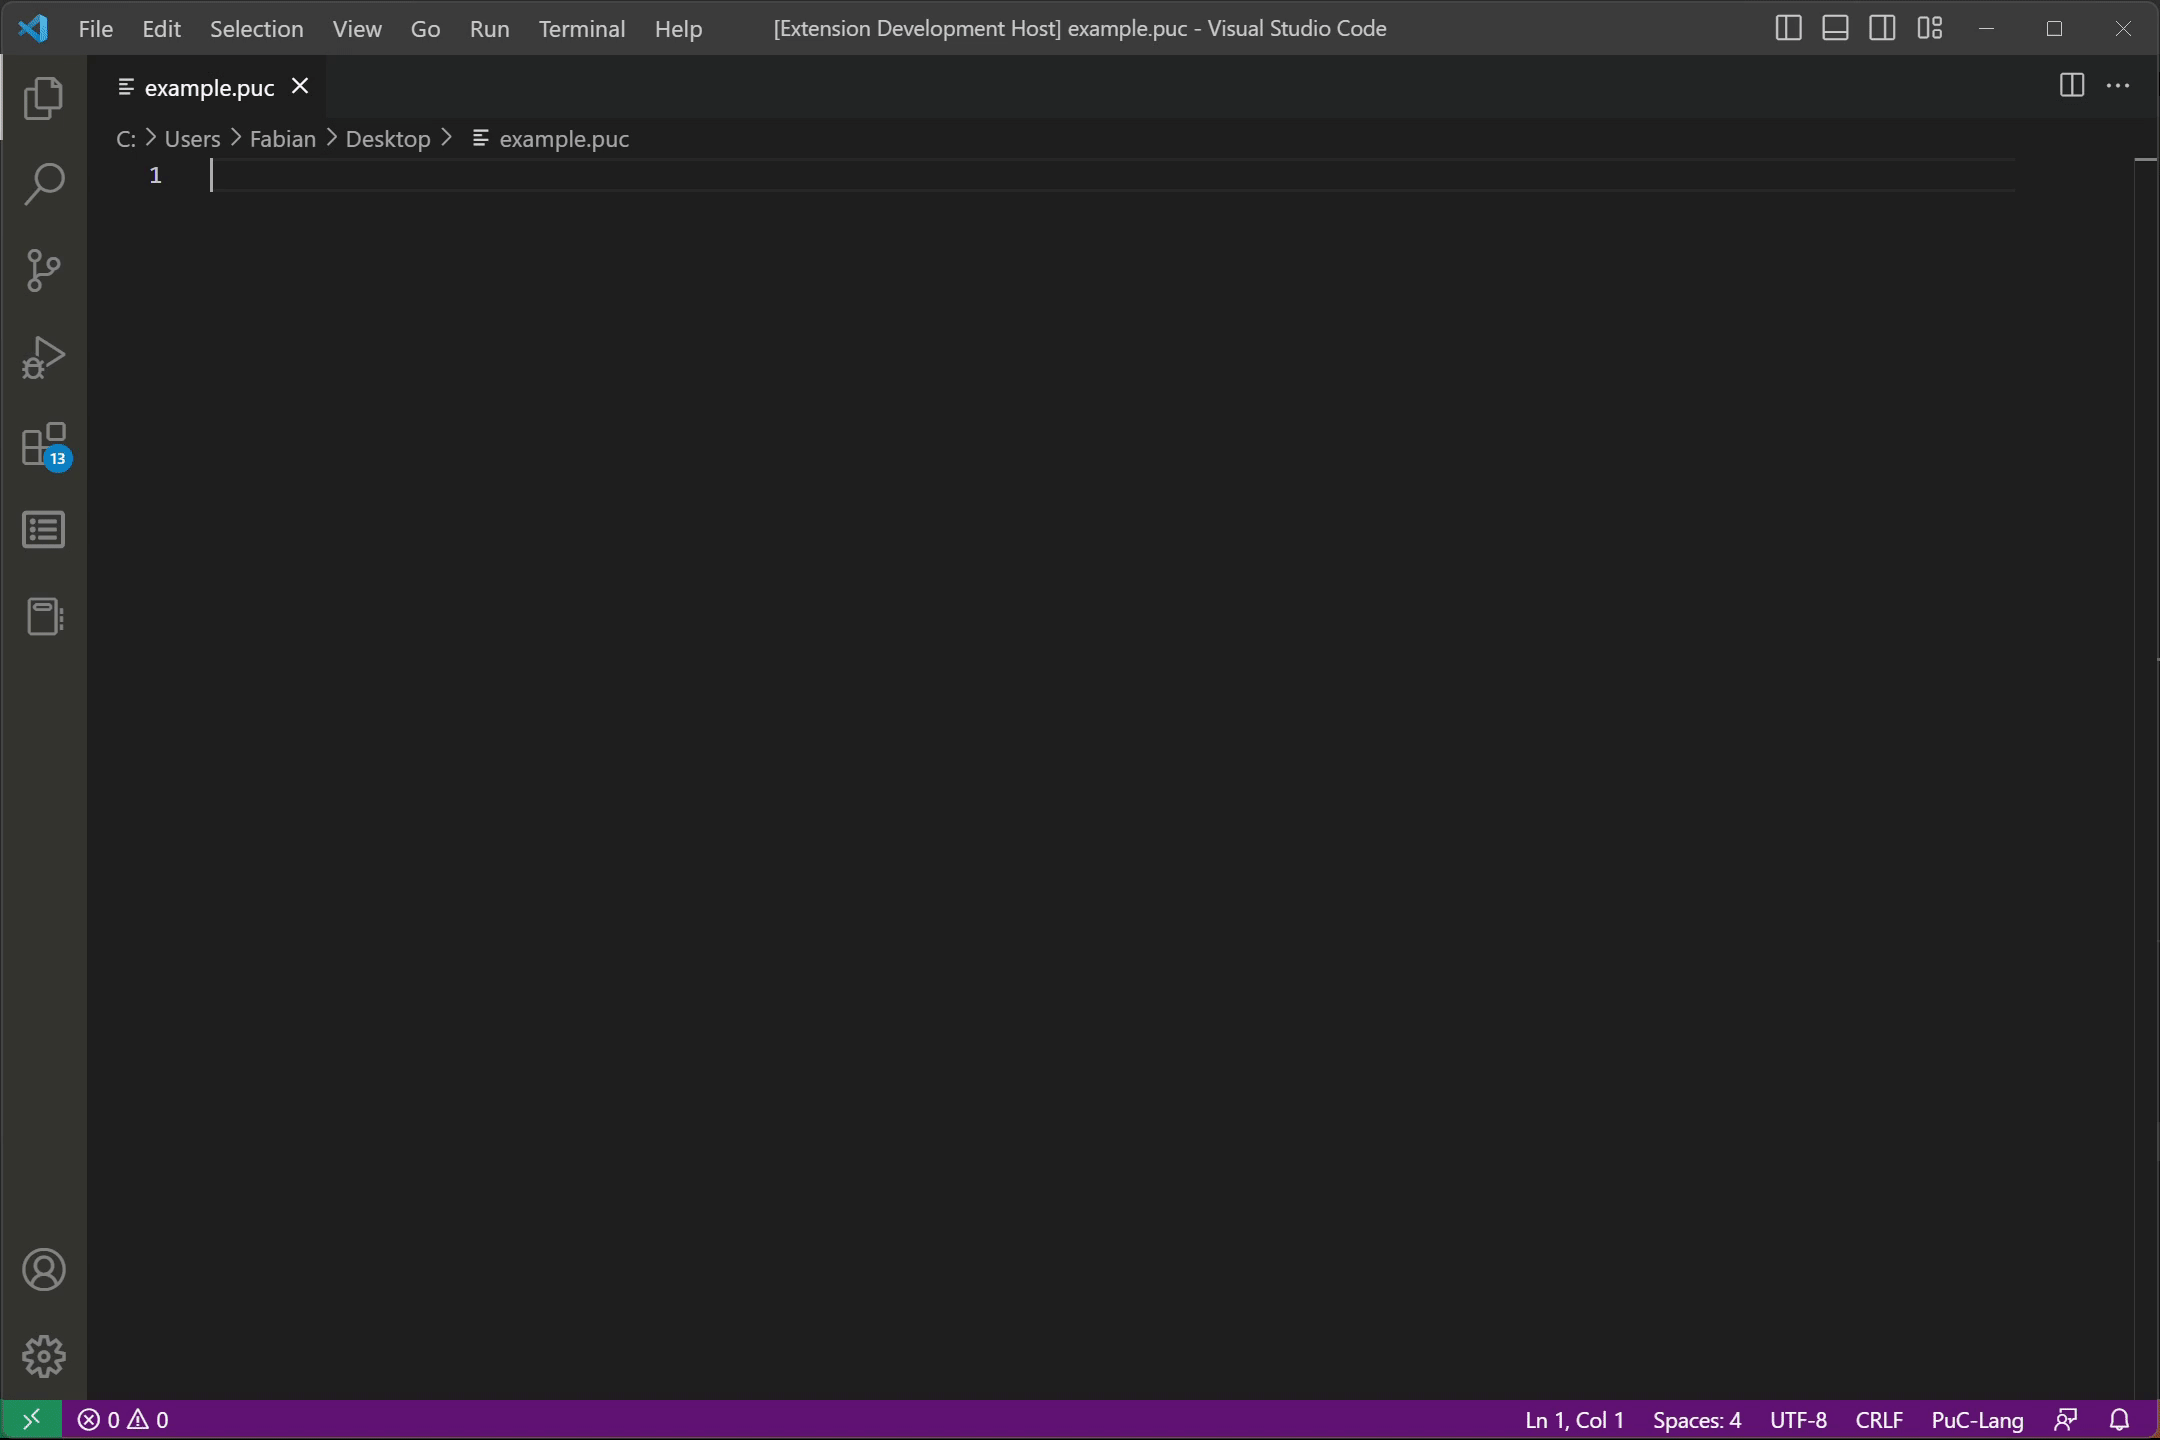 File Edit Selection View Go Run Terminal Help [Extension Development Host] example.puc - Visual Studio Code
example.puc
C: > Users > Fabian > Desktop > example.puc
1
13
0 0 Ln 1, Col 1 Spaces: 4 UTF-8 CRLF PuC-Lang